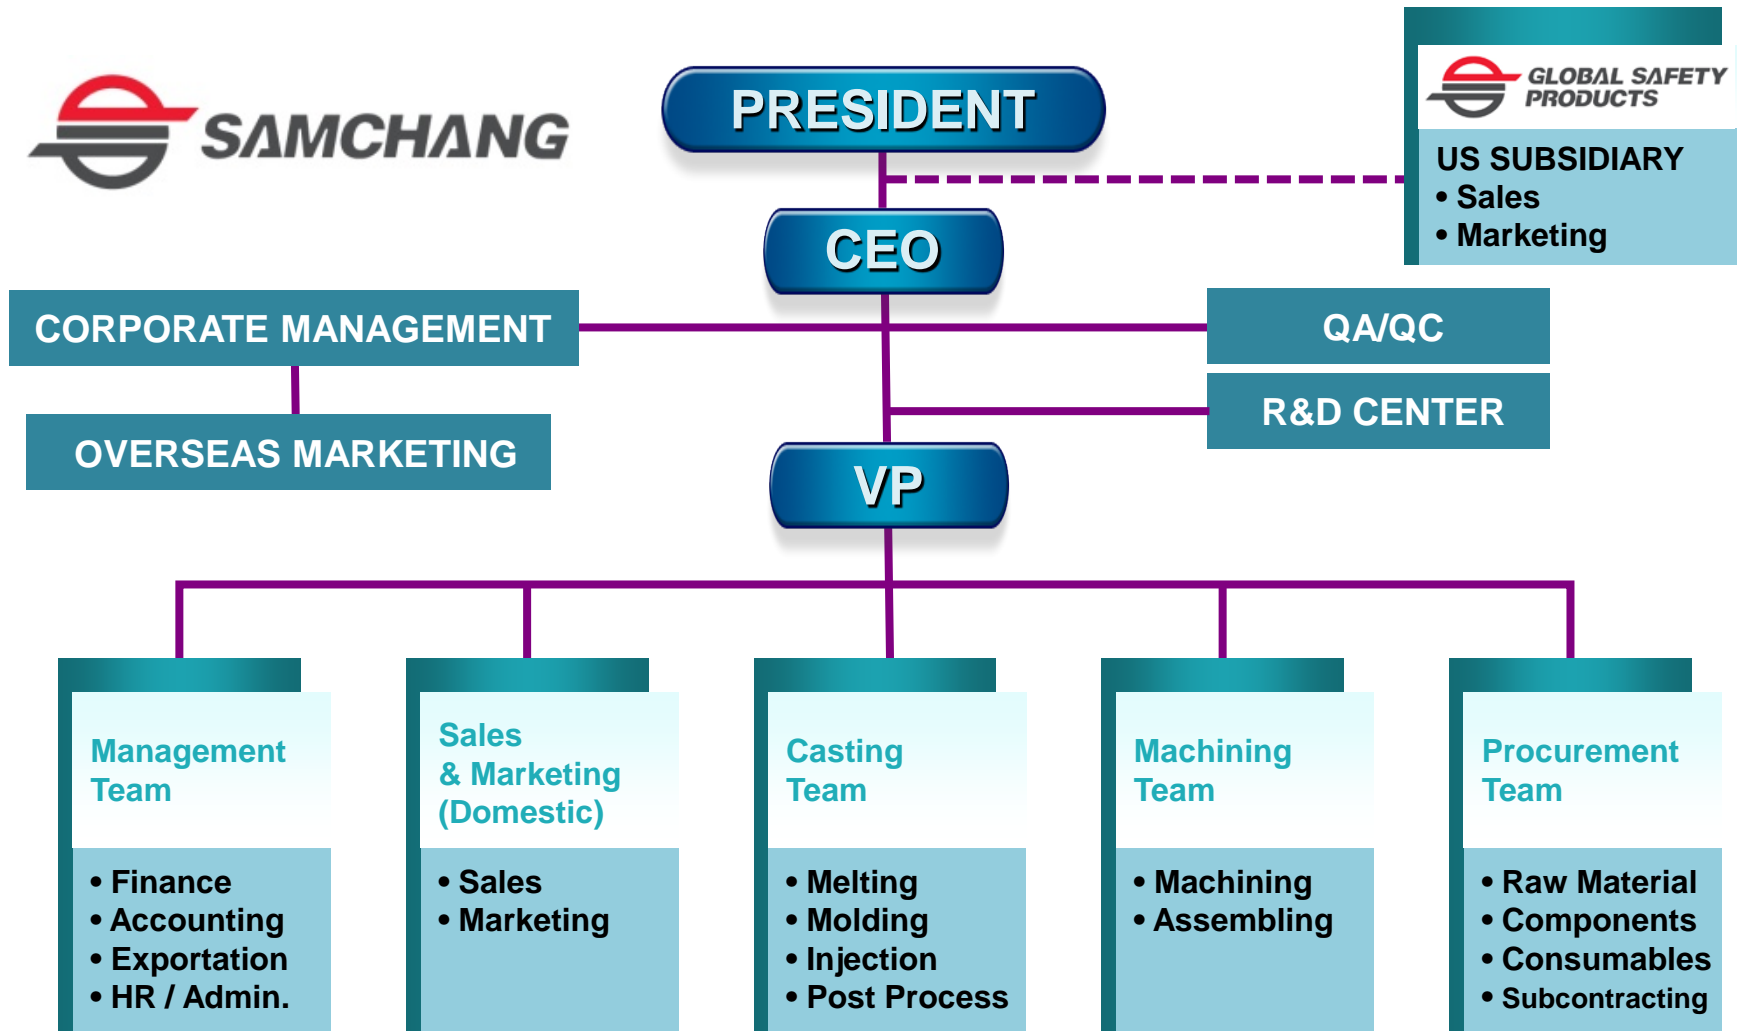 SAMCHANG
PRESIDENT
GLOBAL SAFETY
PRODUCTS
US SUBSIDIARY
• Sales
• Marketing
CEO
CORPORATE MANAGEMENT
QA/QC
OVERSEAS MARKETING
R&D CENTER
VP
Management
Team
• Finance
• Accounting
• Exportation
• HR / Admin.
Sales
& Marketing
(Domestic)
• Sales
• Marketing
Casting
Team
• Melting
• Molding
• Injection
• Post Process
Machining
Team
• Machining
• Assembling
Procurement
Team
• Raw Material
• Components
• Consumables
• Subcontracting